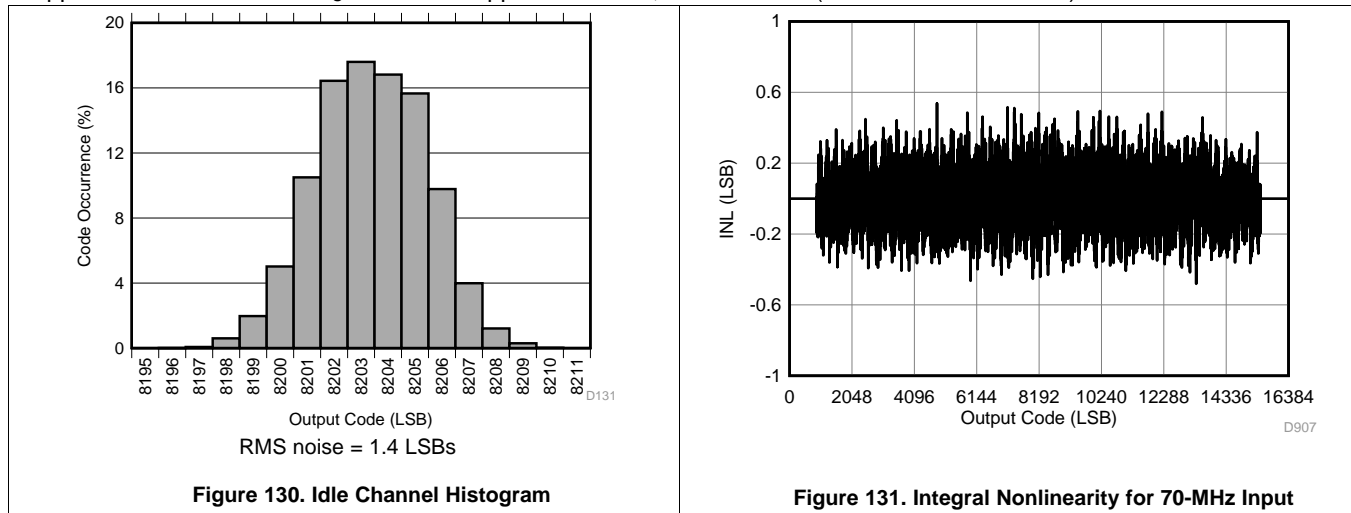 20
16
12
8
4
0
Code Occurrence (%)
8195
8196
8197
8198
8199
8200
8201
8202
8203
8204
8205
8206
8207
8208
8209
8210
8211
D131
Output Code (LSB)
RMS noise = 1.4 LSBs
Figure 130. Idle Channel Histogram
1
0.6
0.2
-0.2
-0.6
-1
INL (LSB)
0 2048 4096 6144 8192 10240 12288 14336 16384
Output Code (LSB)
D907
Figure 131. Integral Nonlinearity for 70-MHz Input